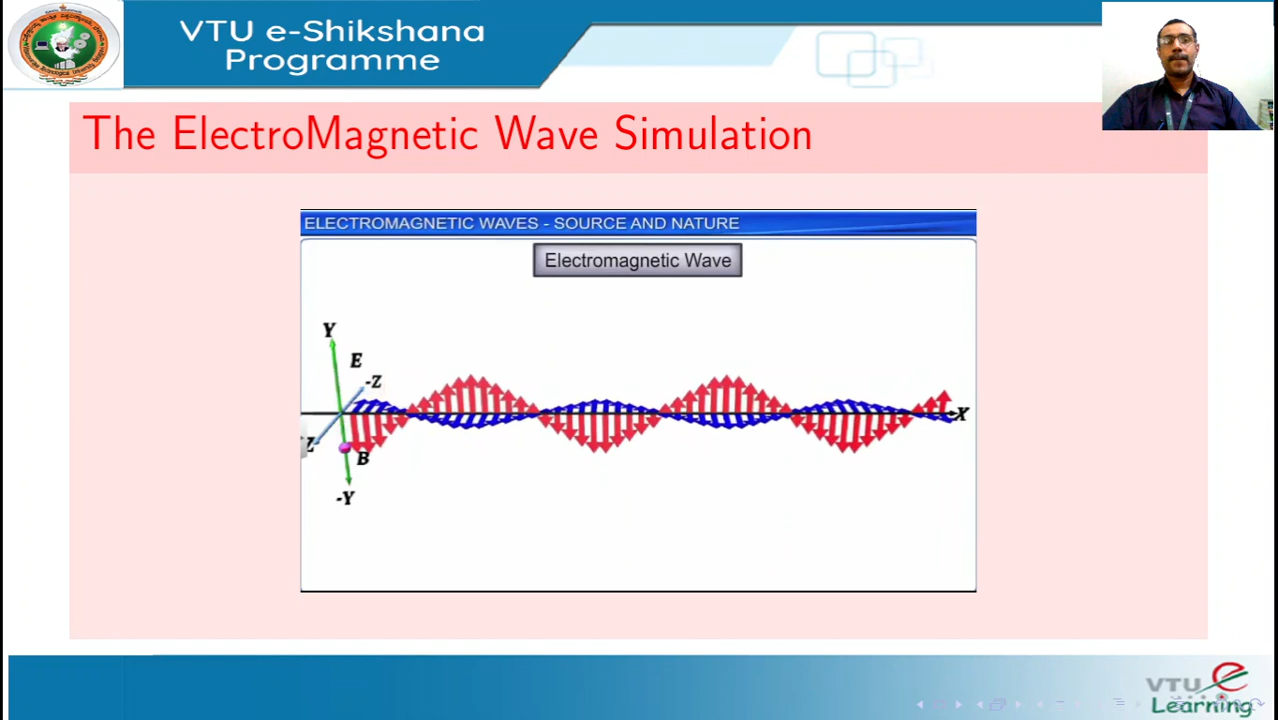 VTU e-Shikshana
Programme
The ElectroMagnetic Wave Simulation
ELECTROMAGNETIC WAVES - SOURCE AND NATURE
Electromagnetic Wave
Y
E
-Z
X
Z
B
-Y
VTU e
Learning